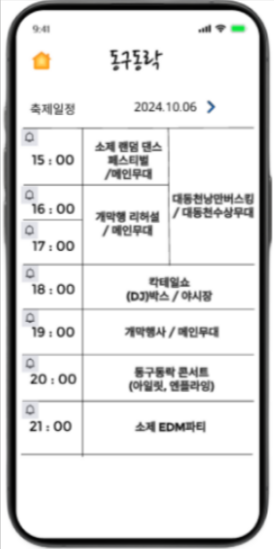 9:41
동구동락
축제일정
2024.10.06
15 : 00
소제 랜덤 댄스
페스티벌
/메인무대
대동천낭만버스킹
/ 대동천수상무대
16 : 00
개막행 리허설
/ 메인무대
17 : 00
18 : 00
칵테일쇼
(DJ)박스 / 야시장
19 : 00
개막행사 / 메인무대
20 : 00
동구동락 콘서트
(아일릿, 엔플라잉)
21 : 00
소제 EDM파티